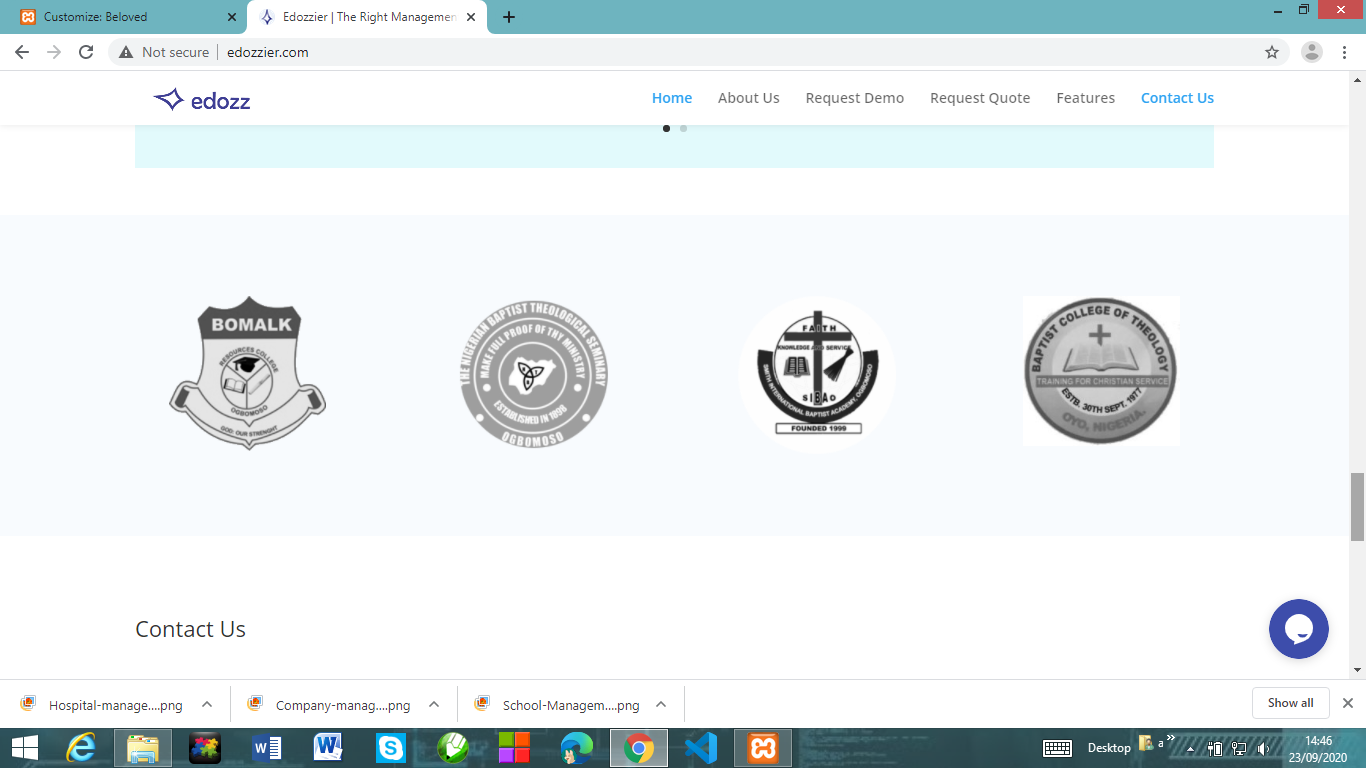 Customize: Beloved
Edozzier | The Right Managemen
Not secure
edozzier.com
edozz
Home
About Us
Request Demo
Request Quote
Features
Contact Us
BOMALK
RESOURCES COLLEGE
OGBOMOSO
GOD: OUR STRENGHT
THE NIGERIAN BAPTIST THEOLOGICAL SEMINARY
MAKE FULL PROOF OF THY MINISTRY
ESTABLISHED IN 1898
OGBOMOSO
FAITH
KNOWLEDGE AND SERVICE
SIBAO
SMITH INTERNATIONAL BAPTIST ACADEMY, OGBOMOSO
FOUNDED 1999
BAPTIST COLLEGE OF THEOLOGY
TRAINING FOR CHRISTIAN SERVICE
ESTB. 30TH SEPT. 1977
OYO, NIGERIA.
Contact Us
Hospital-manage....png
Company-manag....png
School-Managem....png
Show all
Desktop
a
14:46
23/09/2020